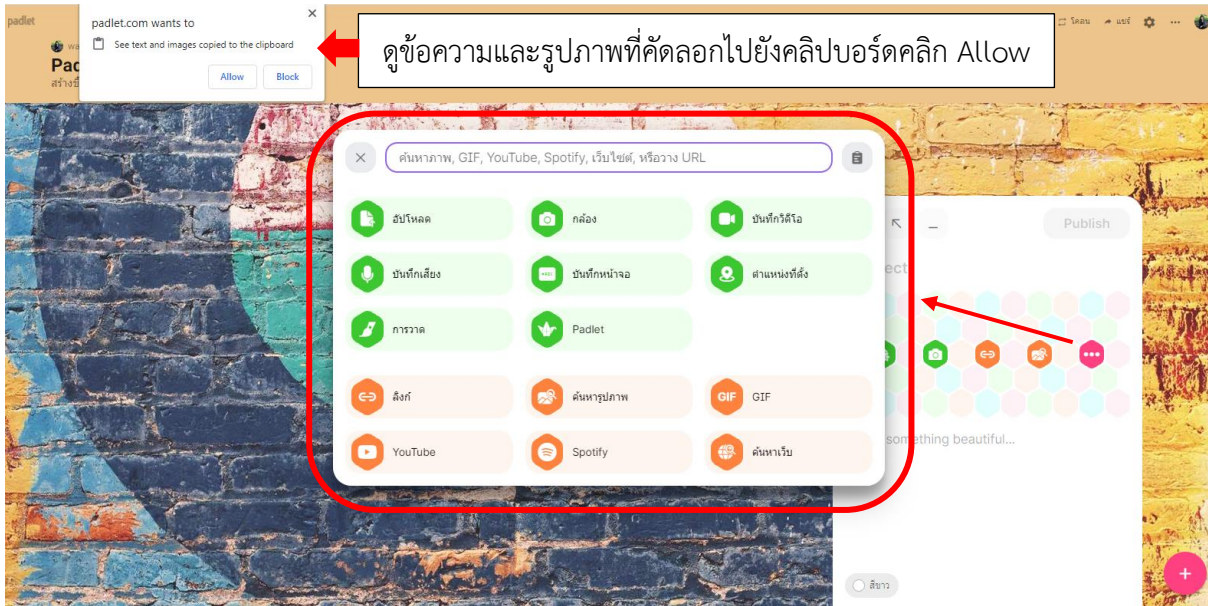 padlet
padlet.com wants to
See text and images copied to the clipboard
Allow
Block
ดูข้อความและรูปภาพที่คัดลอกไปยังคลิปบอร์ดคลิก Allow
โคลน
แชร์
wa
Pac
สร้างขึ้
ค้นหาภาพ, GIF, YouTube, Spotify, เว็บไซต์, หรือวาง URL
อัปโหลด
กล้อง
บันทึกวิดีโอ
บันทึกเสียง
บันทึกหน้าจอ
ตำแหน่งที่ตั้ง
การวาด
Padlet
ลิงก์
ค้นหารูปภาพ
GIF
GIF
YouTube
Spotify
ค้นหาเว็บ
Publish
ect
something beautiful...
สีขาว